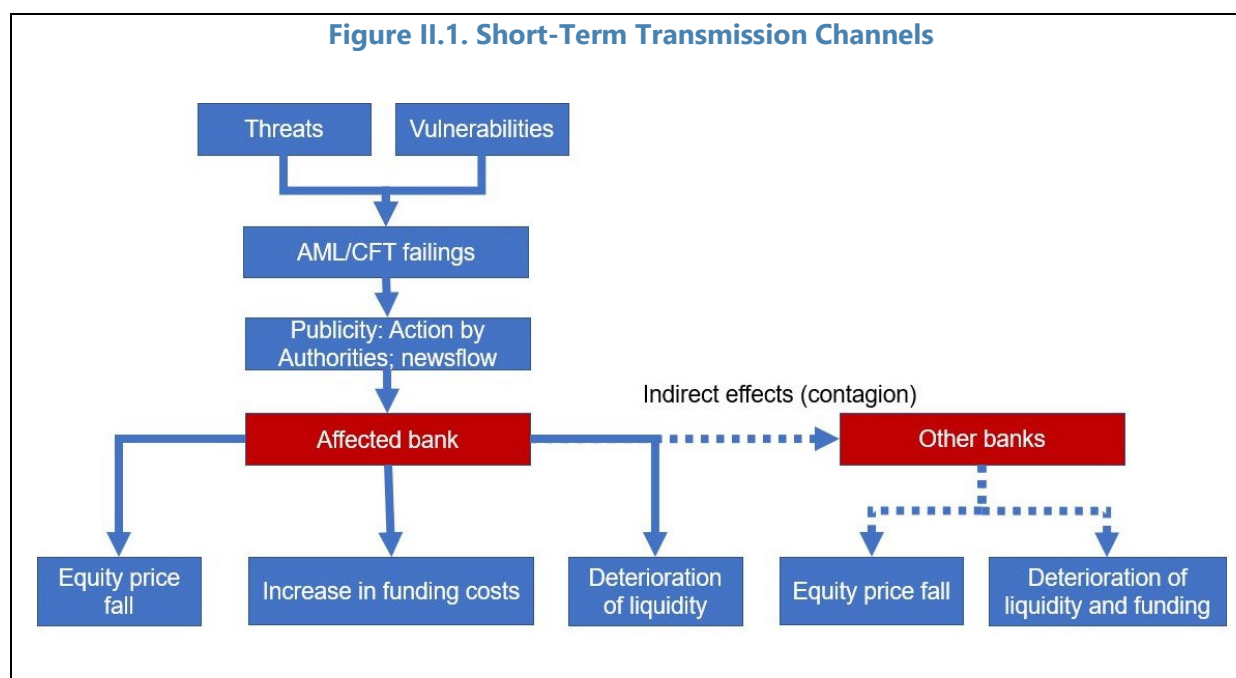 Figure II.1. Short-Term Transmission Channels
Threats
Vulnerabilities
AML/CFT failings
Publicity: Action by
Authorities; newsflow
Indirect effects (contagion)
Affected bank
Other banks
Equity price
fall
Increase in funding costs
Deterioration
of liquidity
Equity price fall
Deterioration of
liquidity and funding